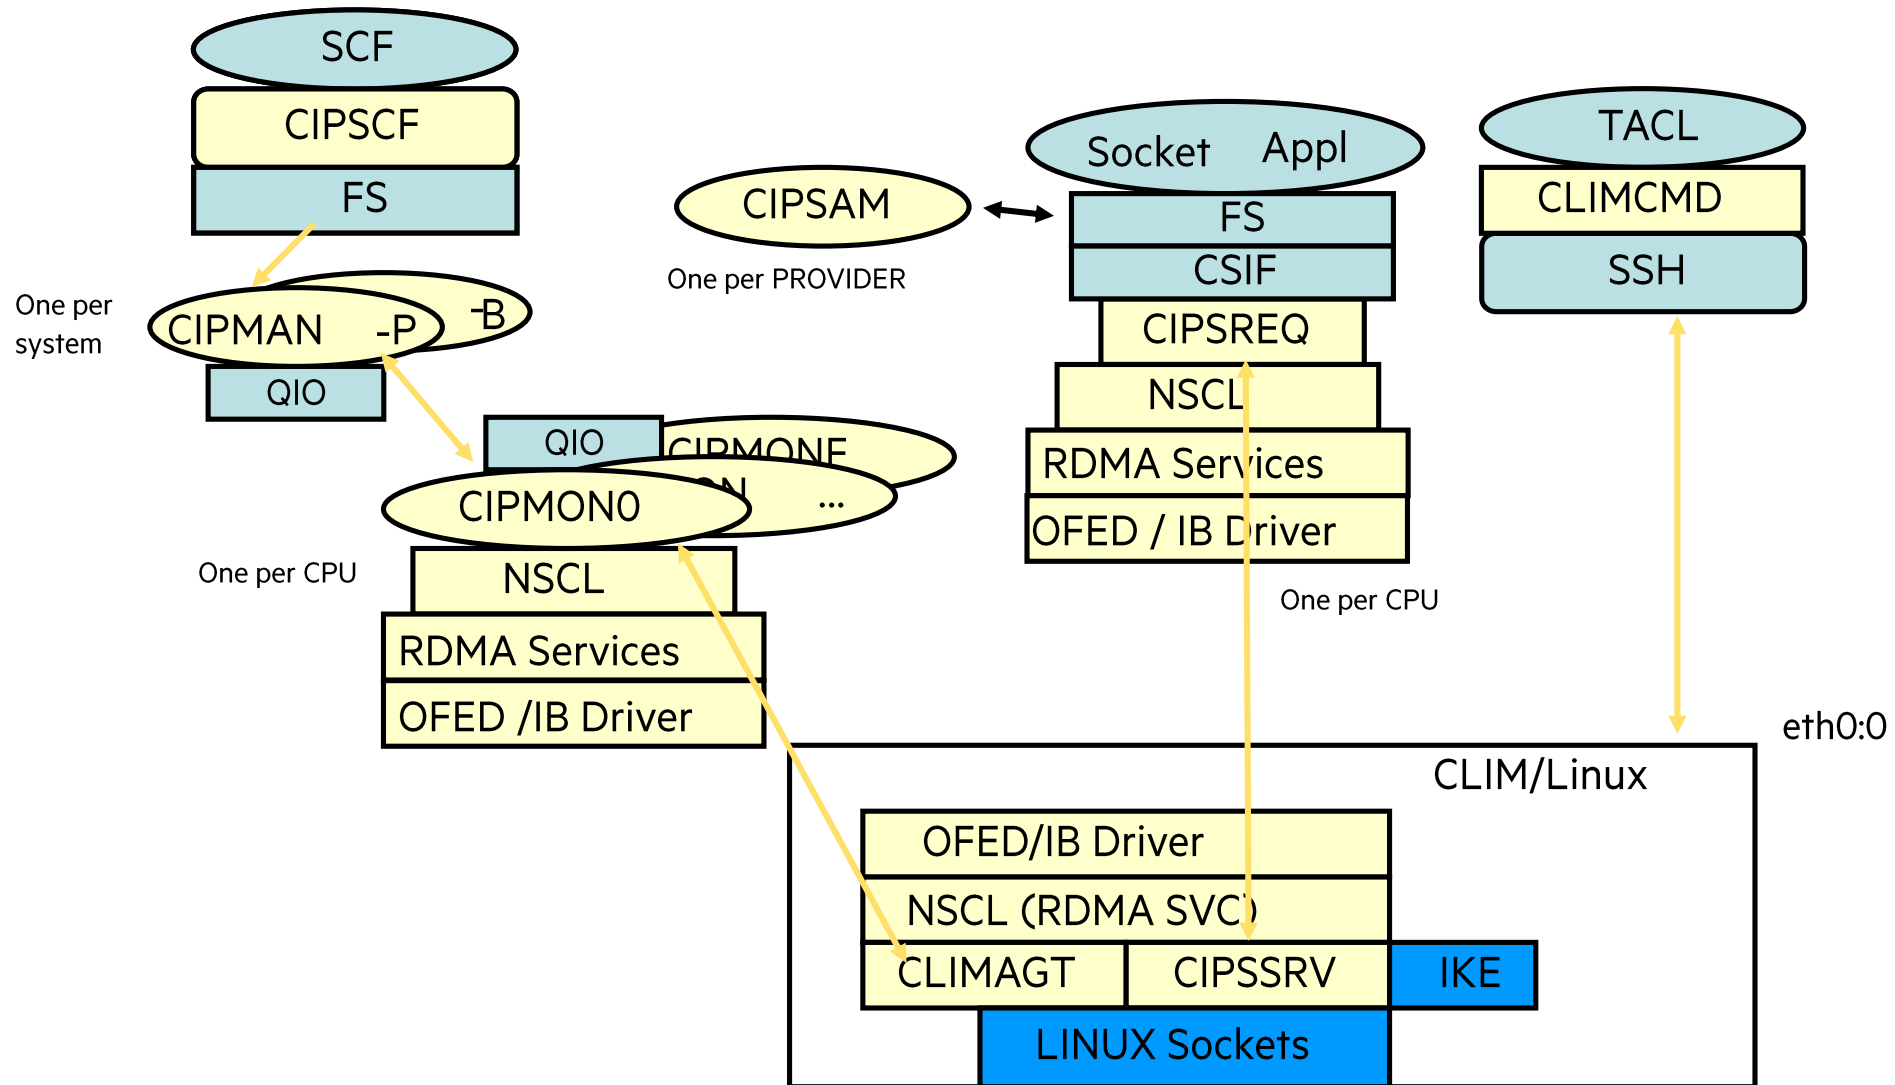 SCF
CIPSCF
FS
One per
system
CIPMAN -P
-B
QIO
QIO
CIPMON0
...
One per CPU
NSCL
RDMA Services
OFED /IB Driver
CIPSAM
One per PROVIDER
Socket Appl
FS
CSIF
CIPSREQ
NSCL
RDMA Services
OFED / IB Driver
One per CPU
TACL
CLIMCMD
SSH
eth0:0
CLIM/Linux
OFED/IB Driver
NSCL (RDMA SVC)
CLIMAGT
CIPSSRV
IKE
LINUX Sockets